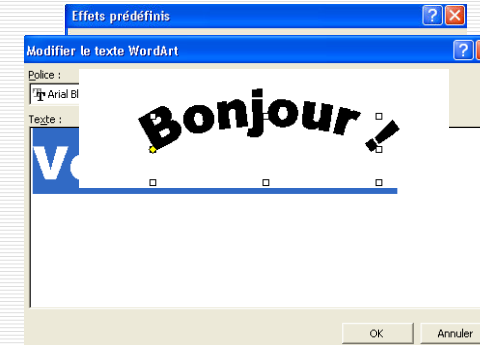 Effets prédéfinis
Modifier le texte WordArt
Police :
Arial Bl
Bonjour !
Texte :
OK
Annuler